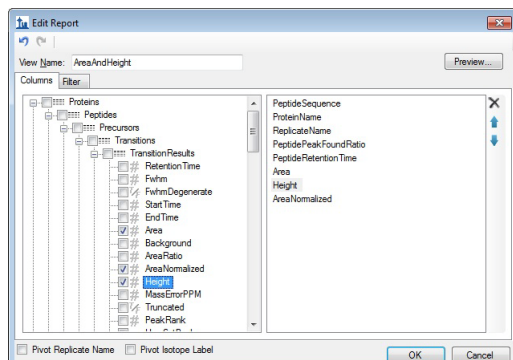 Edit Report
View Name: AreaAndHeight
Preview...
Columns Filter
Proteins
Peptides
Precursors
Transitions
TransitionResults
RetentionTime
Fwhm
FwhmDegenerate
StartTime
EndTime
Area
Background
AreaRatio
AreaNormalized
Height
MassErrorPPM
Truncated
PeakRank
PeptideSequence
ProteinName
ReplicateName
PeptidePeakFoundRatio
PeptideRetentionTime
Area
Height
AreaNormalized
Pivot Replicate Name Pivot Isotope Label
OK Cancel